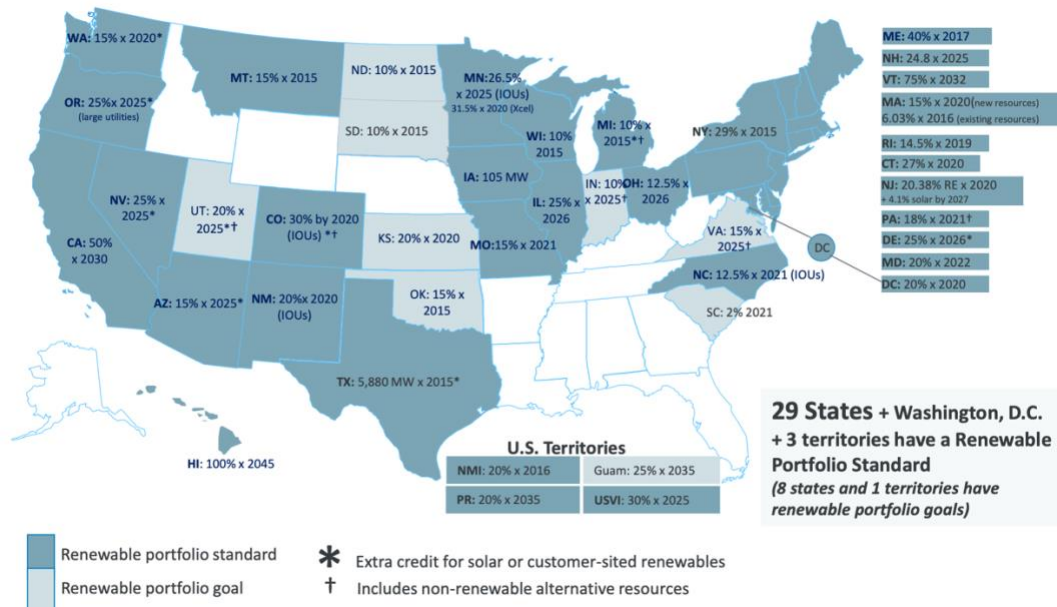 WA: 15% x 2020*
OR: 25%x 2025*
(large utilities)
MT: 15% x 2015
ND: 10% x 2015
SD: 10% x 2015
MN:26.5%
x 2025 (IOUs)
31.5% x 2020 (Xcel)
WI: 10%
2015
MI: 10% x
2015*†
NY: 29% x 2015
IA: 105 MW
IL: 25% x
2026
IN: 10% x
2025†
OH: 12.5% x
2026
NV: 25% x
2025*
UT: 20% x
2025*†
CO: 30% by 2020
(IOUs) *†
KS: 20% x 2020
MO:15% x 2021
VA: 15% x
2025†
DC
CA: 50%
x 2030
AZ: 15% x 2025*
NM: 20%x 2020
(IOUs)
OK: 15% x
2015
NC: 12.5% x 2021 (IOUs)
SC: 2% 2021
TX: 5,880 MW x 2015*
HI: 100% x 2045
ME: 40% x 2017
NH: 24.8 x 2025
VT: 75% x 2032
MA: 15% x 2020(new resources)
6.03% x 2016 (existing resources)
RI: 14.5% x 2019
CT: 27% x 2020
NJ: 20.38% RE x 2020
+ 4.1% solar by 2027
PA: 18% x 2021†
DE: 25% x 2026*
MD: 20% x 2022
DC: 20% x 2020
U.S. Territories
NMI: 20% x 2016
Guam: 25% x 2035
PR: 20% x 2035
USVI: 30% x 2025
29 States + Washington, D.C.
+ 3 territories have a Renewable
Portfolio Standard
(8 states and 1 territories have
renewable portfolio goals)
Renewable portfolio standard
Renewable portfolio goal
* Extra credit for solar or customer-sited renewables
† Includes non-renewable alternative resources